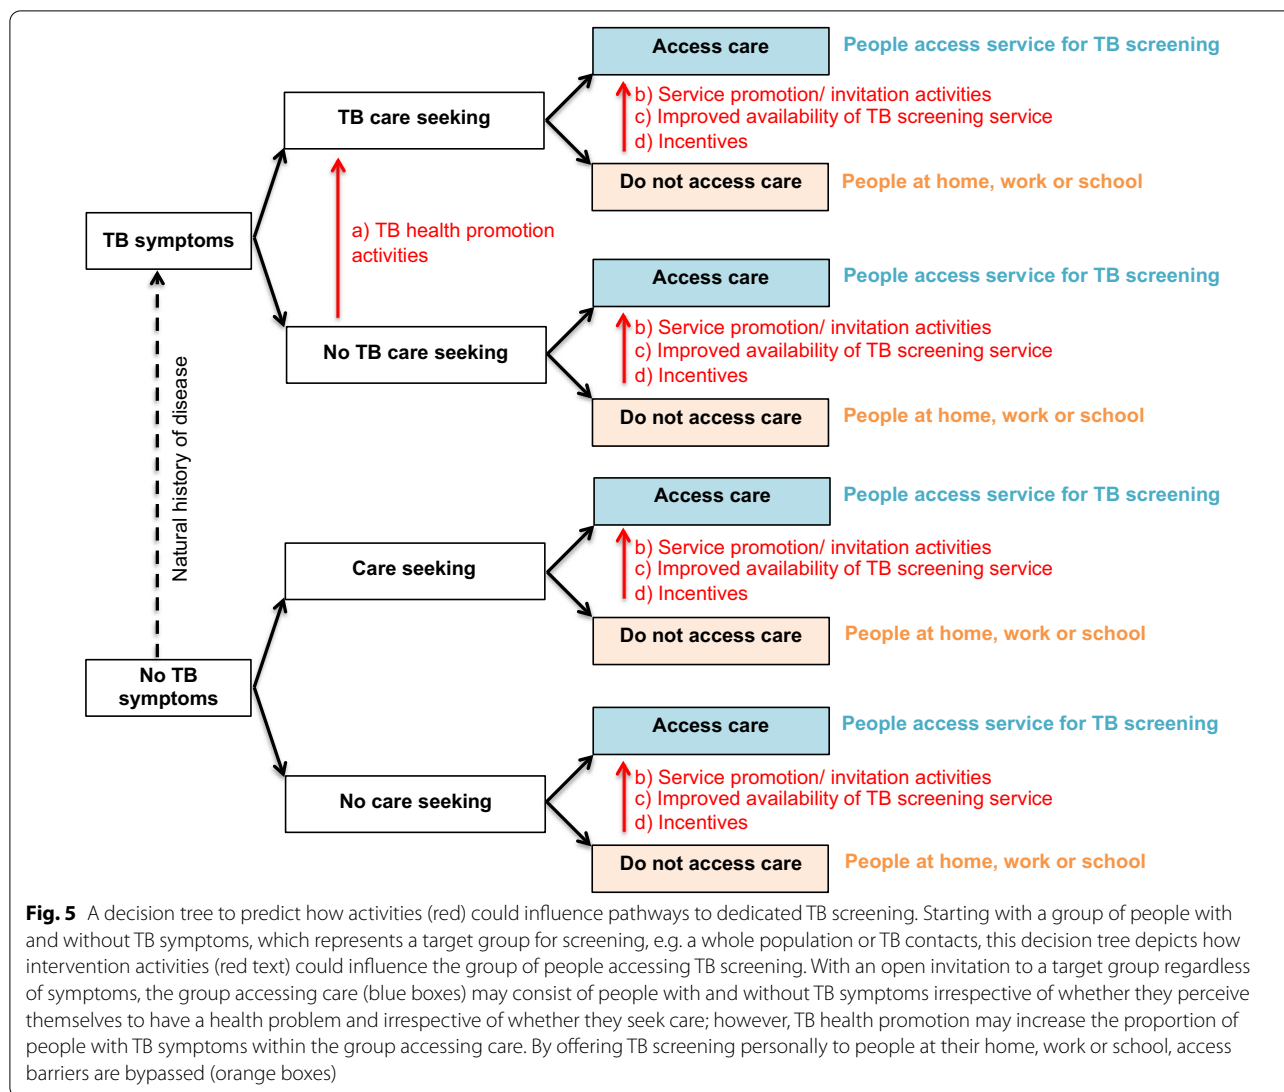 Access care
People access service for TB screening
b) Service promotion/ invitation activities
c) Improved availability of TB screening service
d) Incentives
TB care seeking
Do not access care
People at home, work or school
TB symptoms
a) TB health promotion
activities
Access care
People access service for TB screening
b) Service promotion/ invitation activities
c) Improved availability of TB screening service
d) Incentives
No TB care seeking
Do not access care
People at home, work or school
Natural history of disease
Access care
People access service for TB screening
b) Service promotion/ invitation activities
c) Improved availability of TB screening service
d) Incentives
Care seeking
Do not access care
People at home, work or school
No TB
symptoms
Access care
People access service for TB screening
b) Service promotion/ invitation activities
c) Improved availability of TB screening service
d) Incentives
No care seeking
Do not access care
People at home, work or school
Fig. 5 A decision tree to predict how activities (red) could influence pathways to dedicated TB screening. Starting with a group of people with
and without TB symptoms, which represents a target group for screening, e.g. a whole population or TB contacts, this decision tree depicts how
intervention activities (red text) could influence the group of people accessing TB screening. With an open invitation to a target group regardless
of symptoms, the group accessing care (blue boxes) may consist of people with and without TB symptoms irrespective of whether they perceive
themselves to have a health problem and irrespective of whether they seek care; however, TB health promotion may increase the proportion of
people with TB symptoms within the group accessing care. By offering TB screening personally to people at their home, work or school, access
barriers are bypassed (orange boxes)